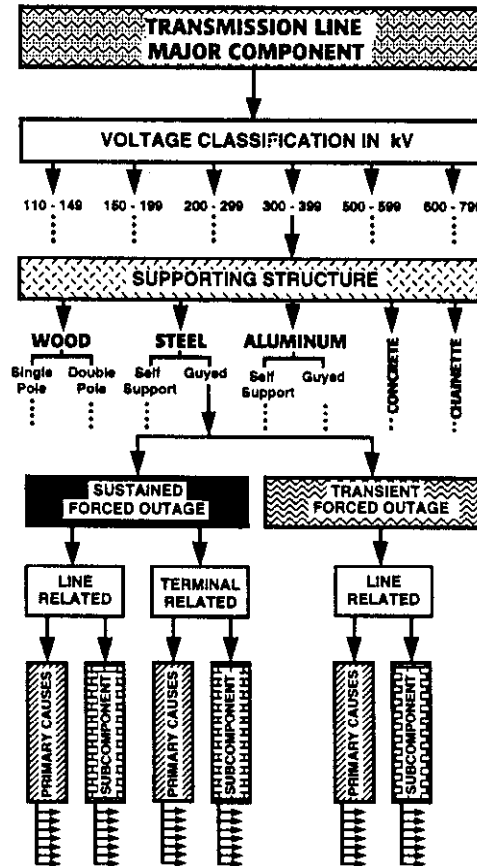 TRANSMISSION LINE
MAJOR COMPONENT
VOLTAGE CLASSIFICATION IN kV
110 - 149 150 - 199 200 - 299 300 - 399 500 - 599 600 - 799
SUPPORTING STRUCTURE
WOOD STEEL ALUMINUM CONCRETE CHAINETTE
Single Pole Double Pole Self Support Guyed Self Support Guyed
SUSTAINED
FORCED OUTAGE
TRANSIENT
FORCED OUTAGE
LINE
RELATED
TERMINAL
RELATED
LINE
RELATED
PRIMARY CAUSES
SUBCOMPONENT
PRIMARY CAUSES
SUBCOMPONENT
PRIMARY CAUSES
SUBCOMPONENT